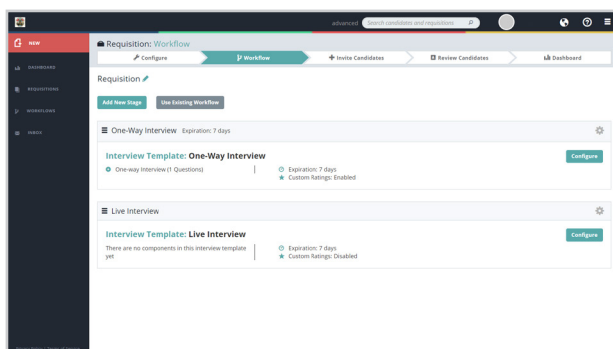 advanced Search candidates and requisitions
NEW
DASHBOARD
REQUISITIONS
WORKFLOWS
INBOX
Requisition: Workflow
Configure
Workflow
Invite Candidates
Review Candidates
Dashboard
Requisition
Add New Stage
Use Existing Workflow
One-Way Interview Expiration: 7 days
Interview Template: One-Way Interview
Configure
One-way Interview (1 Questions)
Expiration: 7 days
Custom Ratings: Enabled
Live Interview
Interview Template: Live Interview
Configure
There are no components in this interview template
yet
Expiration: 7 days
Custom Ratings: Disabled